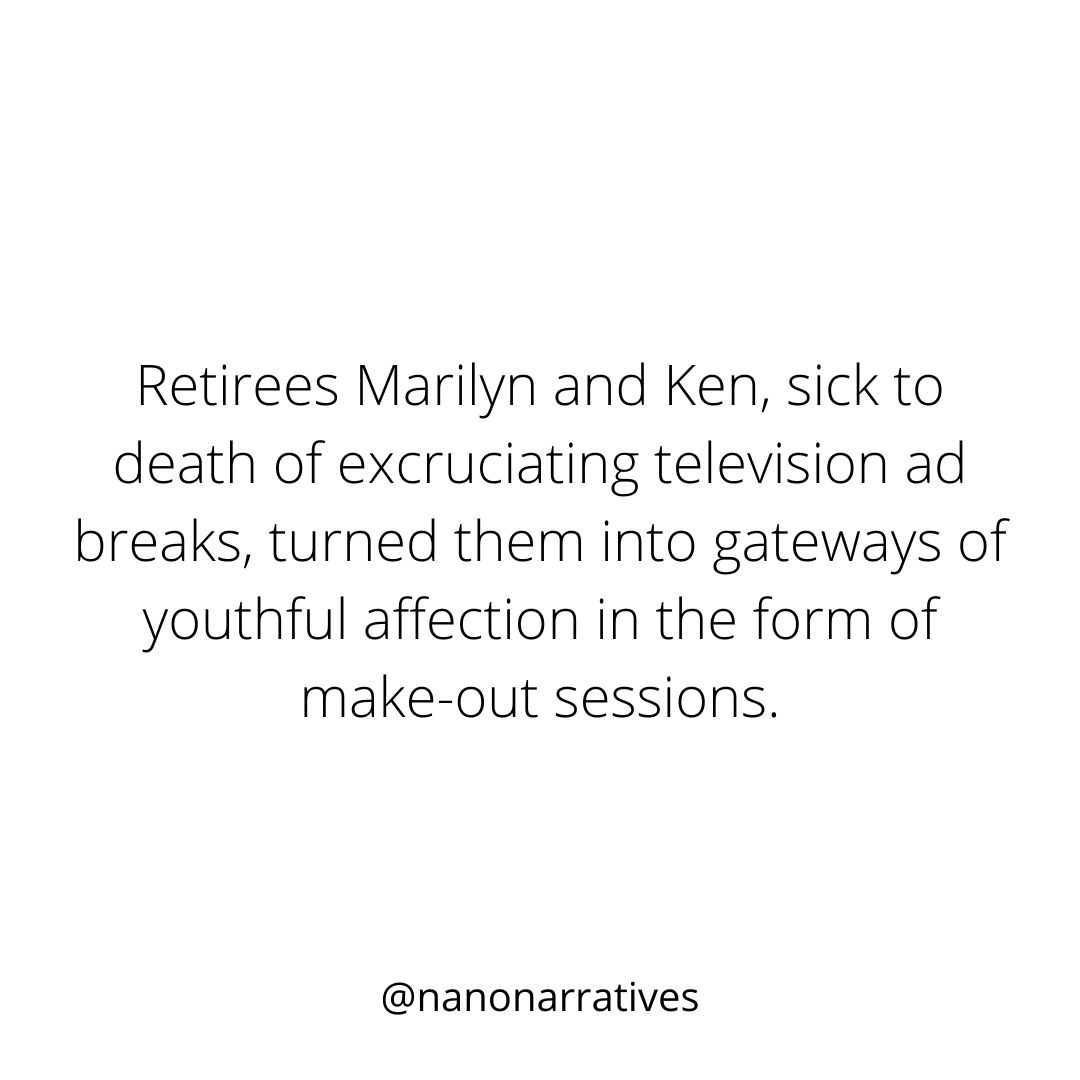 Retirees Marilyn and Ken, sick to
death of excruciating television ad
breaks, turned them into gateways of
youthful affection in the form of
make-out sessions.
@nanonarratives